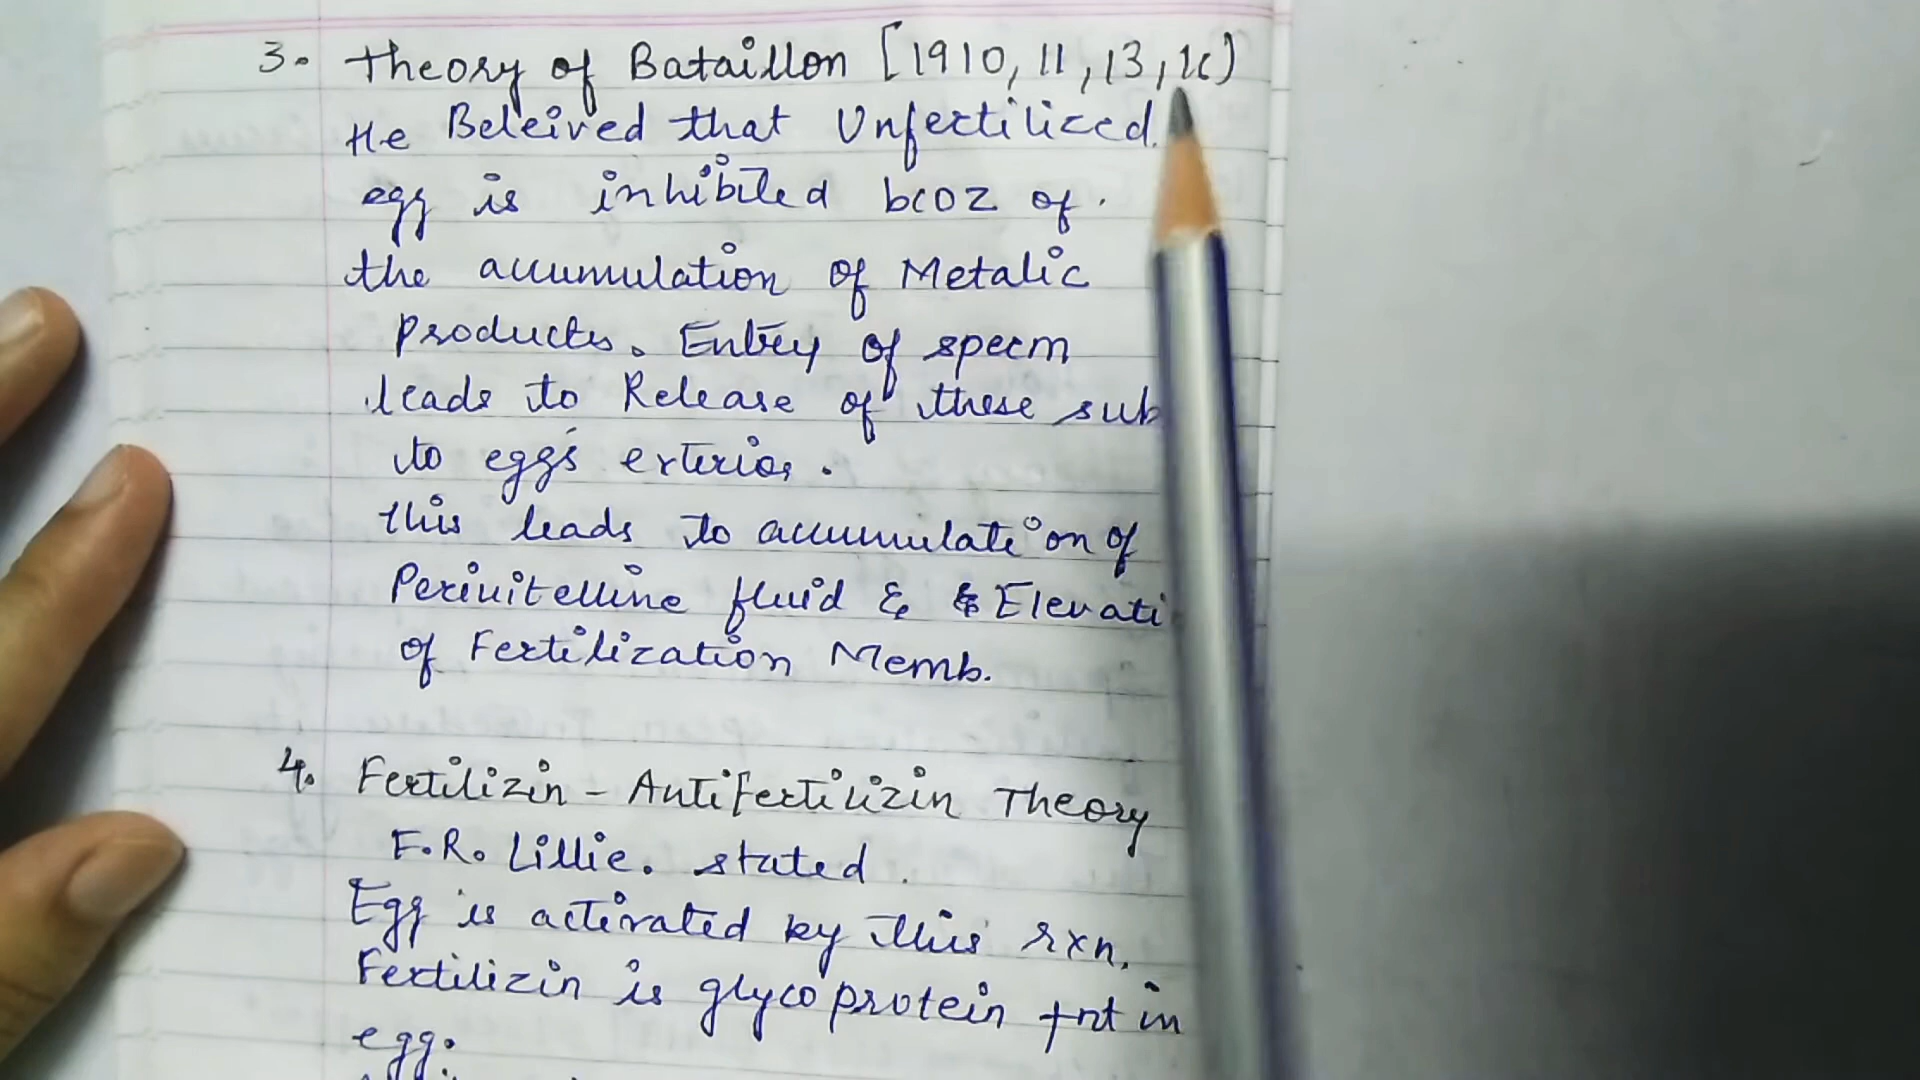 3. Theory of Bataillon [1910, 11, 13, 16)
He Beleived that Unfertilized
egg is inhibited bcoz of
the accumulation of Metalic
Products. Entry of sperm
leads to Release of these sub
to egg's exterior.
this leads to accumulation of
Perivitelline fluid & & Elevati
of Fertilization Memb.
4. Fertilizin - Antifertilizin Theory
F.R. Lillie. stated.
Egg is activated by this rxn.
Fertilizin is glycoprotein +nt in
egg.